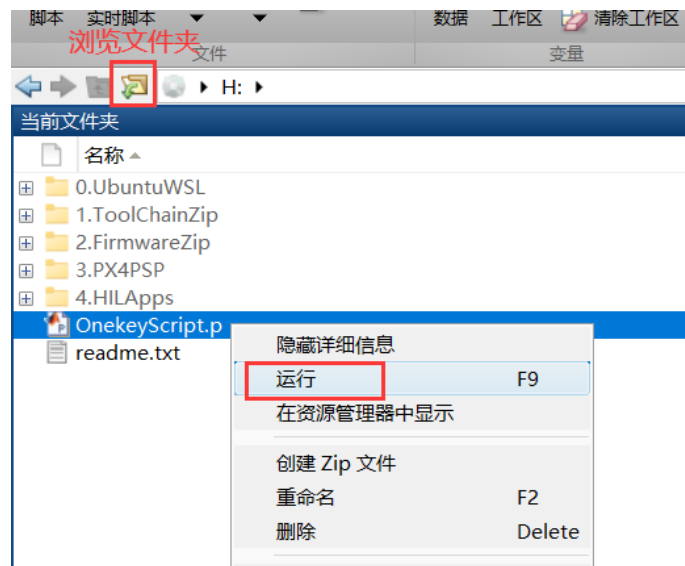 脚本 实时脚本 数据 工作区 清除工作区
浏览文件夹
文件 变量
H:
当前文件夹
名称
0.UbuntuWSL
1.ToolChainZip
2.FirmwareZip
3.PX4PSP
4.HILApps
OnekeyScript.p
readme.txt
隐藏详细信息
运行 F9
在资源管理器中显示
创建 Zip 文件
重命名 F2
删除 Delete